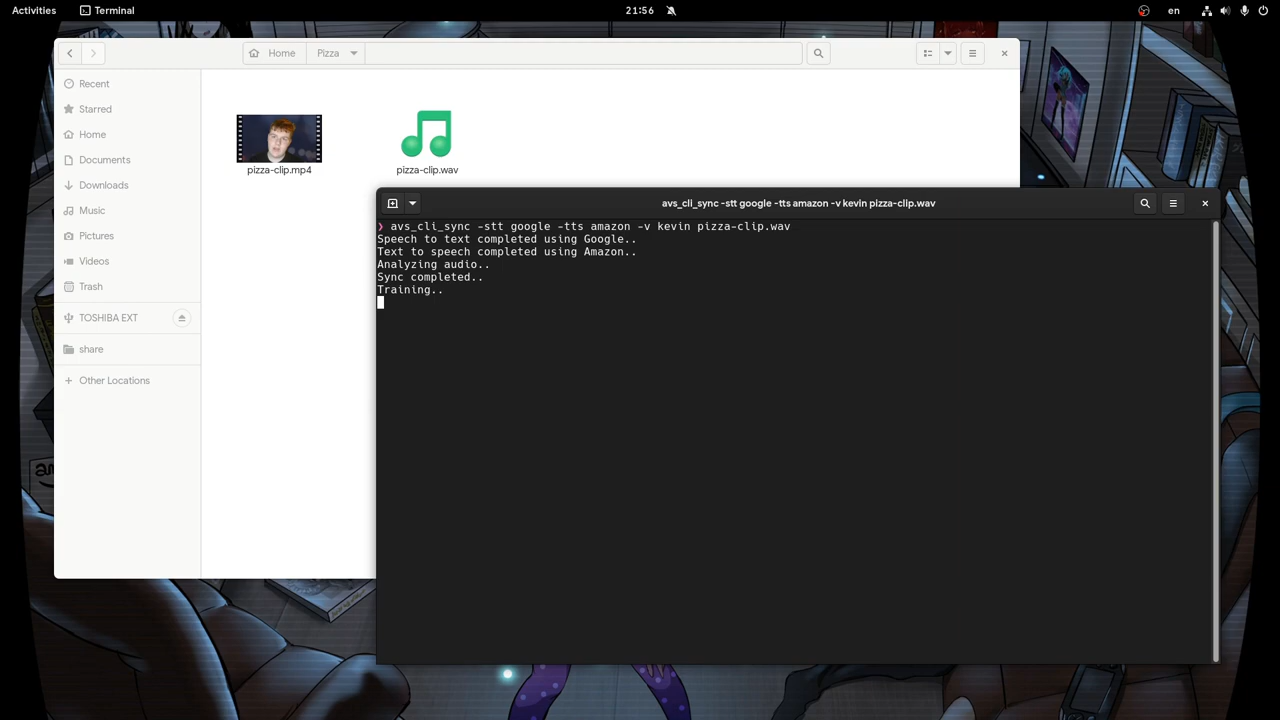 Activities
Terminal
21:56
en
Home
Pizza
Recent
Starred
Home
Documents
Downloads
Music
Pictures
Videos
Trash
TOSHIBA EXT
share
Other Locations
pizza-clip.mp4
pizza-clip.wav
avs_cli_sync -stt google -tts amazon -v kevin pizza-clip.wav
❯ avs_cli_sync -stt google -tts amazon -v kevin pizza-clip.wav
Speech to text completed using Google..
Text to speech completed using Amazon..
Analyzing audio..
Sync completed..
Training..